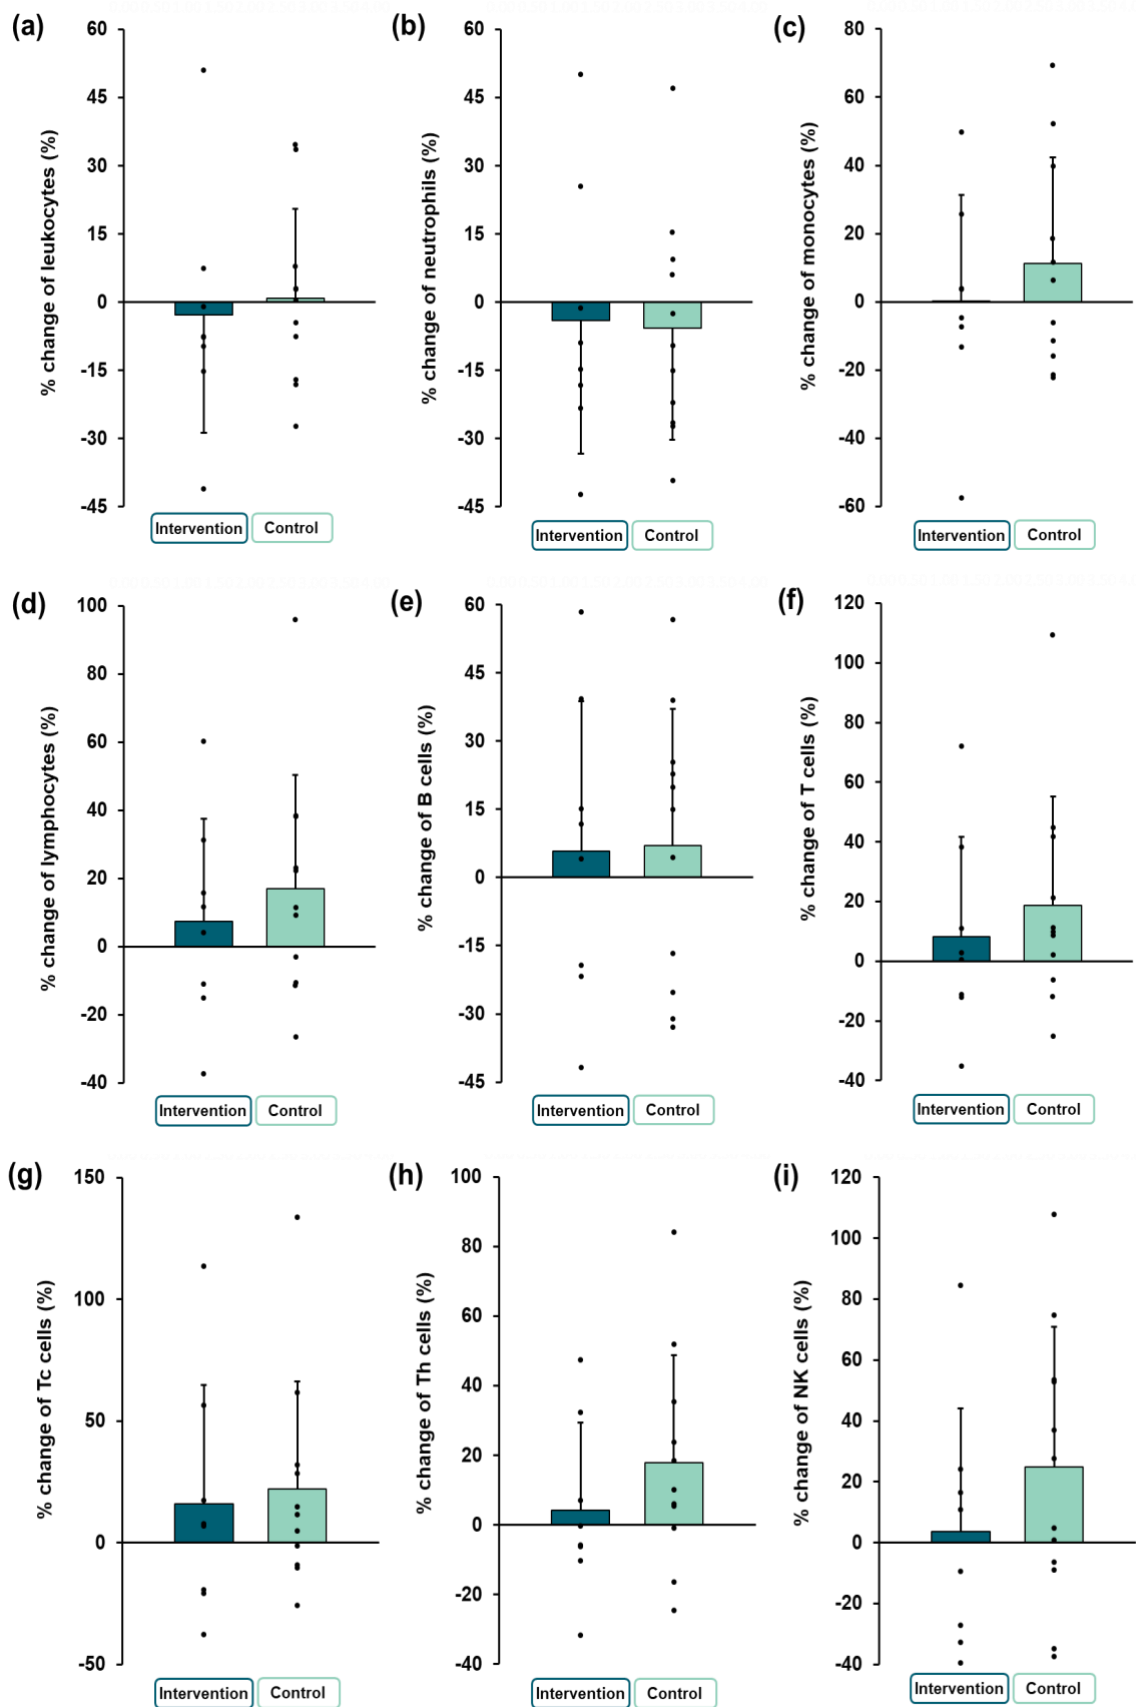 (a)
% change of leukocytes (%)
60
45
30
15
0
-15
-30
-45
Intervention Control
(b)
% change of neutrophils (%)
60
45
30
15
0
-15
-30
-45
Intervention Control
(c)
% change of monocytes (%)
80
60
40
20
0
-20
-40
-60
Intervention Control
(d)
% change of lymphocytes (%)
100
80
60
40
20
0
-20
-40
Intervention Control
(e)
% change of B cells (%)
60
45
30
15
0
-15
-30
-45
Intervention Control
(f)
% change of T cells (%)
120
100
80
60
40
20
0
-20
-40
Intervention Control
(g)
% change of Tc cells (%)
150
100
50
0
-50
Intervention Control
(h)
% change of Th cells (%)
100
80
60
40
20
0
-20
-40
Intervention Control
(i)
% change of NK cells (%)
120
100
80
60
40
20
0
-20
-40
Intervention Control